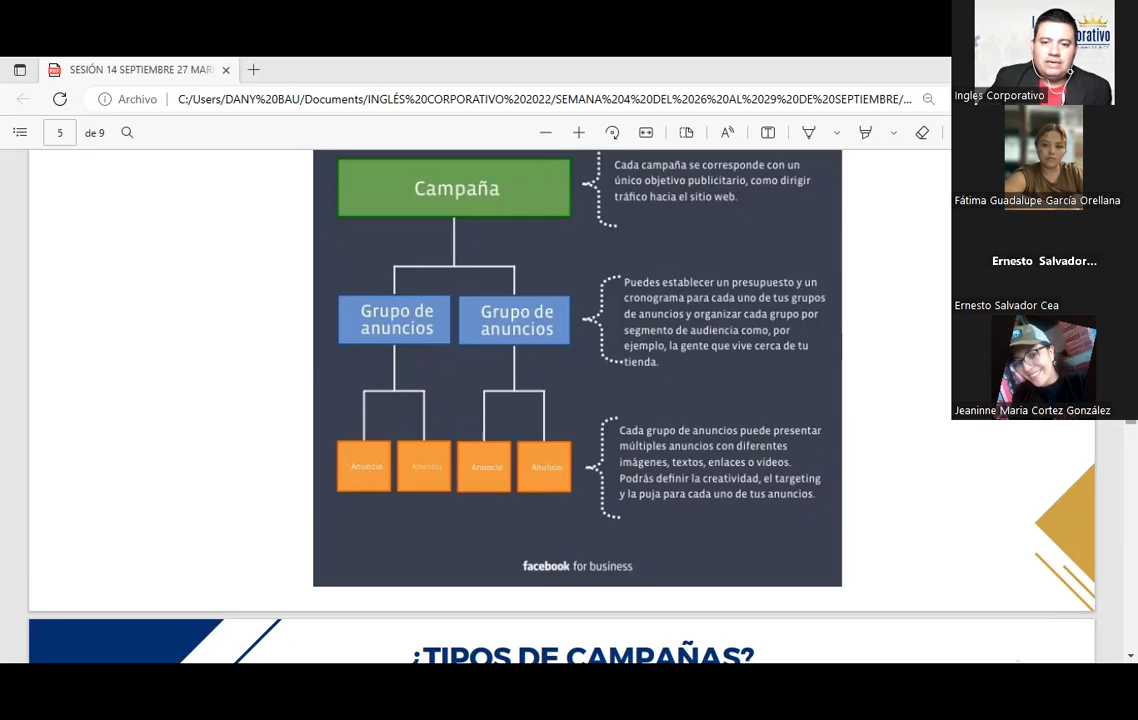 SESIÓN 14 SEPTIEMBRE 27 MAR
Archivo
C:/Users/DANY%20BAU/Documents/INGLÉS%20CORPORATIVO%202022/SEMANA%204%20DEL%2026%20AL%2029%20DE%20SEPTIEMBRE/...
5
de 9
Campaña
Cada campaña se corresponde con un
único objetivo publicitario, como dirigir
tráfico hacia el sitio web.
Grupo de
anuncios
Grupo de
anuncios
Puedes establecer un presupuesto y un
cronograma para cada uno de tus grupos
de anuncios y organizar cada grupo por
segmento de audiencia como, por
ejemplo, la gente que vive cerca de tu
tienda.
Anuncio
Anuncio
Anuncio
Anuncio
Cada grupo de anuncios puede presentar
múltiples anuncios con diferentes
imágenes, textos, enlaces o videos.
Podrás definir la creatividad, el targeting
y la puja para cada uno de tus anuncios.
facebook for business
¿TIPOS DE CAMPAÑAS?
Ingles Corporativo
Fátima Guadalupe García Orellana
Ernesto Salvador...
Ernesto Salvador Cea
Jeaninne Maria Cortez González